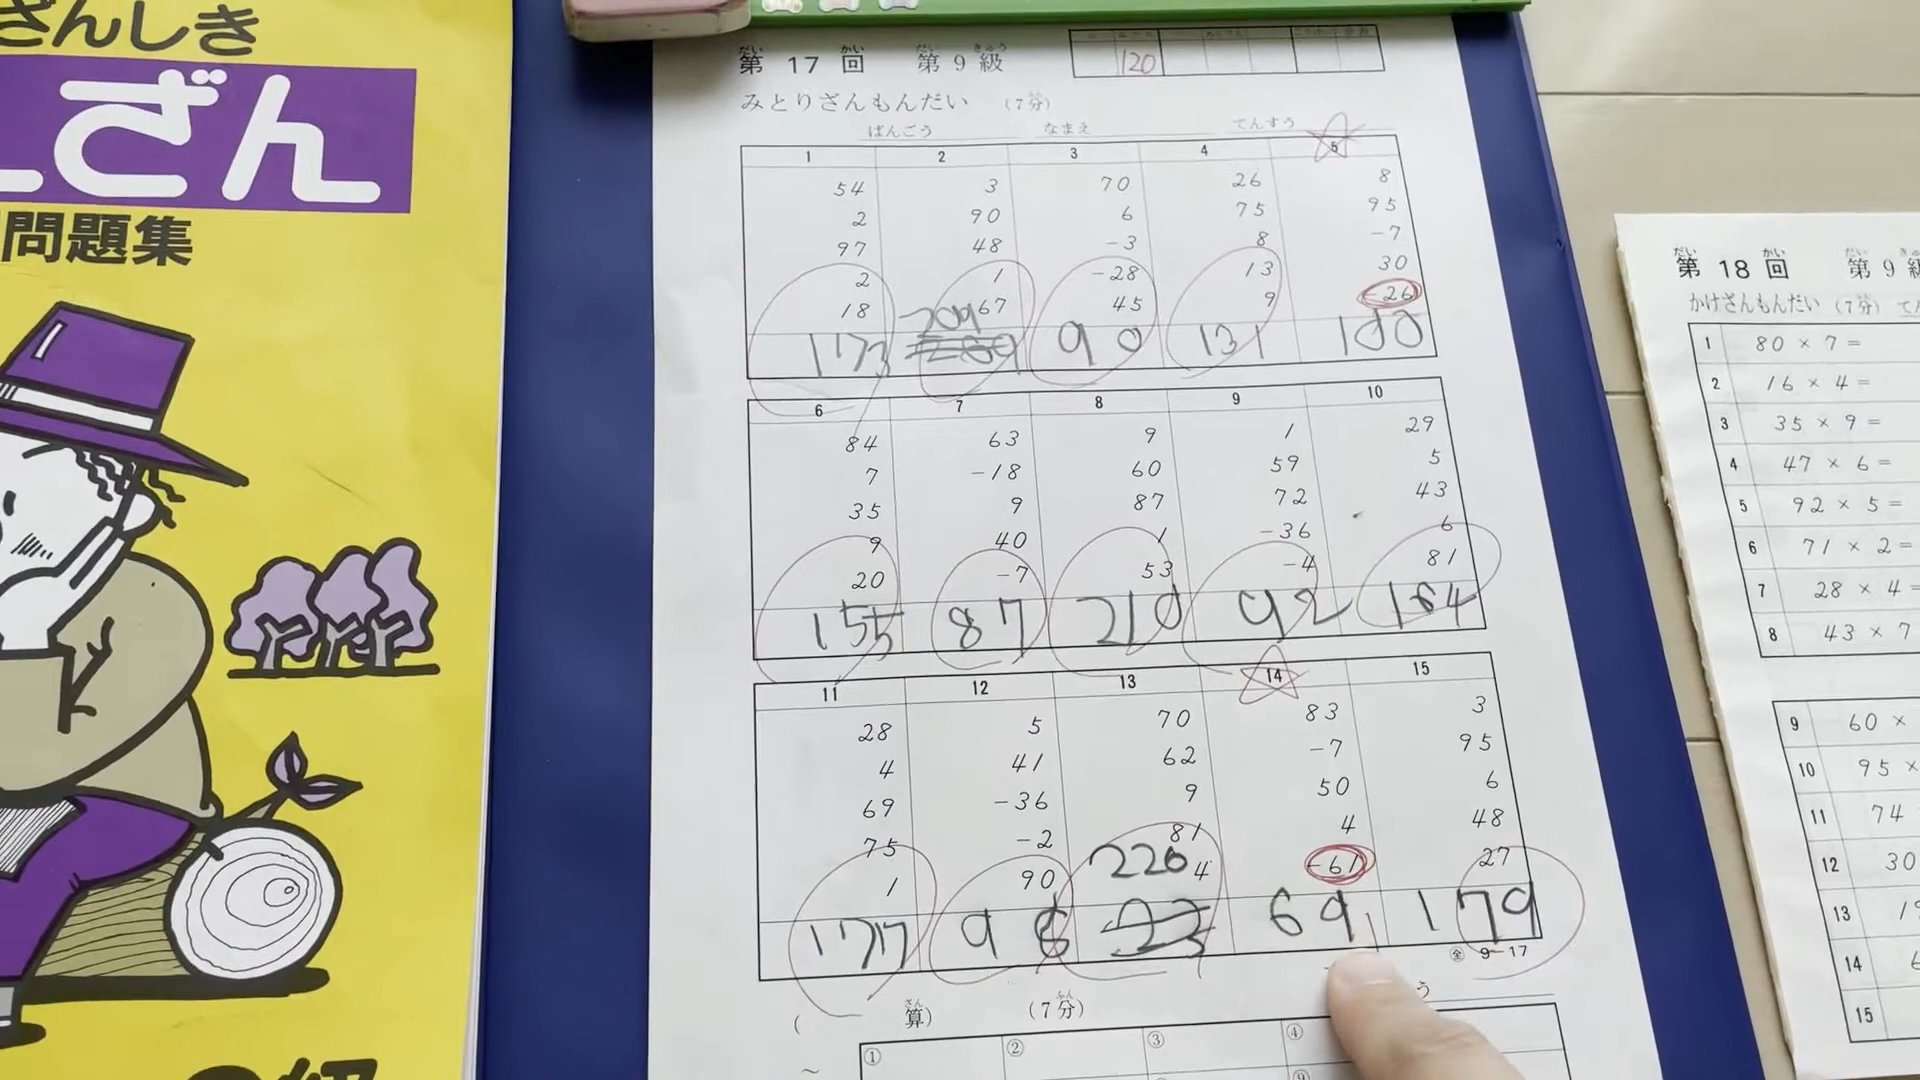 ざんしき
ざん
問題集
第 17 回 第 9 級
120
みとりざんもんだい (7分)
ばんごう なまえ てんすう
1 2 3 4 5
54 3 70 26 8
2 90 6 75 95
97 48 -3 8 -7
2 1 -28 13 30
18 67 45 9 -26
209
173 289 90 131 100
6 7 8 9 10
84 63 9 1 29
7 -18 60 59 5
35 9 87 72 43
9 40 1 -36 6
20 -7 53 -4 81
155 87 210 92 164
11 12 13 14 15
28 5 70 83 3
4 41 62 -7 95
69 -36 9 50 6
75 -2 81 4 48
1 90 4 -61 27
226
177 98 69 179
全 9-17
( 算) (7分)
① ② ③ ④
~
第 18 回 第 9
かけざんもんだい (7分)
1 80 × 7 =
2 16 × 4 =
3 35 × 9 =
4 47 × 6 =
5 92 × 5 =
6 71 × 2 =
7 28 × 4 =
8 43 × 7
9 60 ×
10 95 ×
11 74
12 30
13
14
15